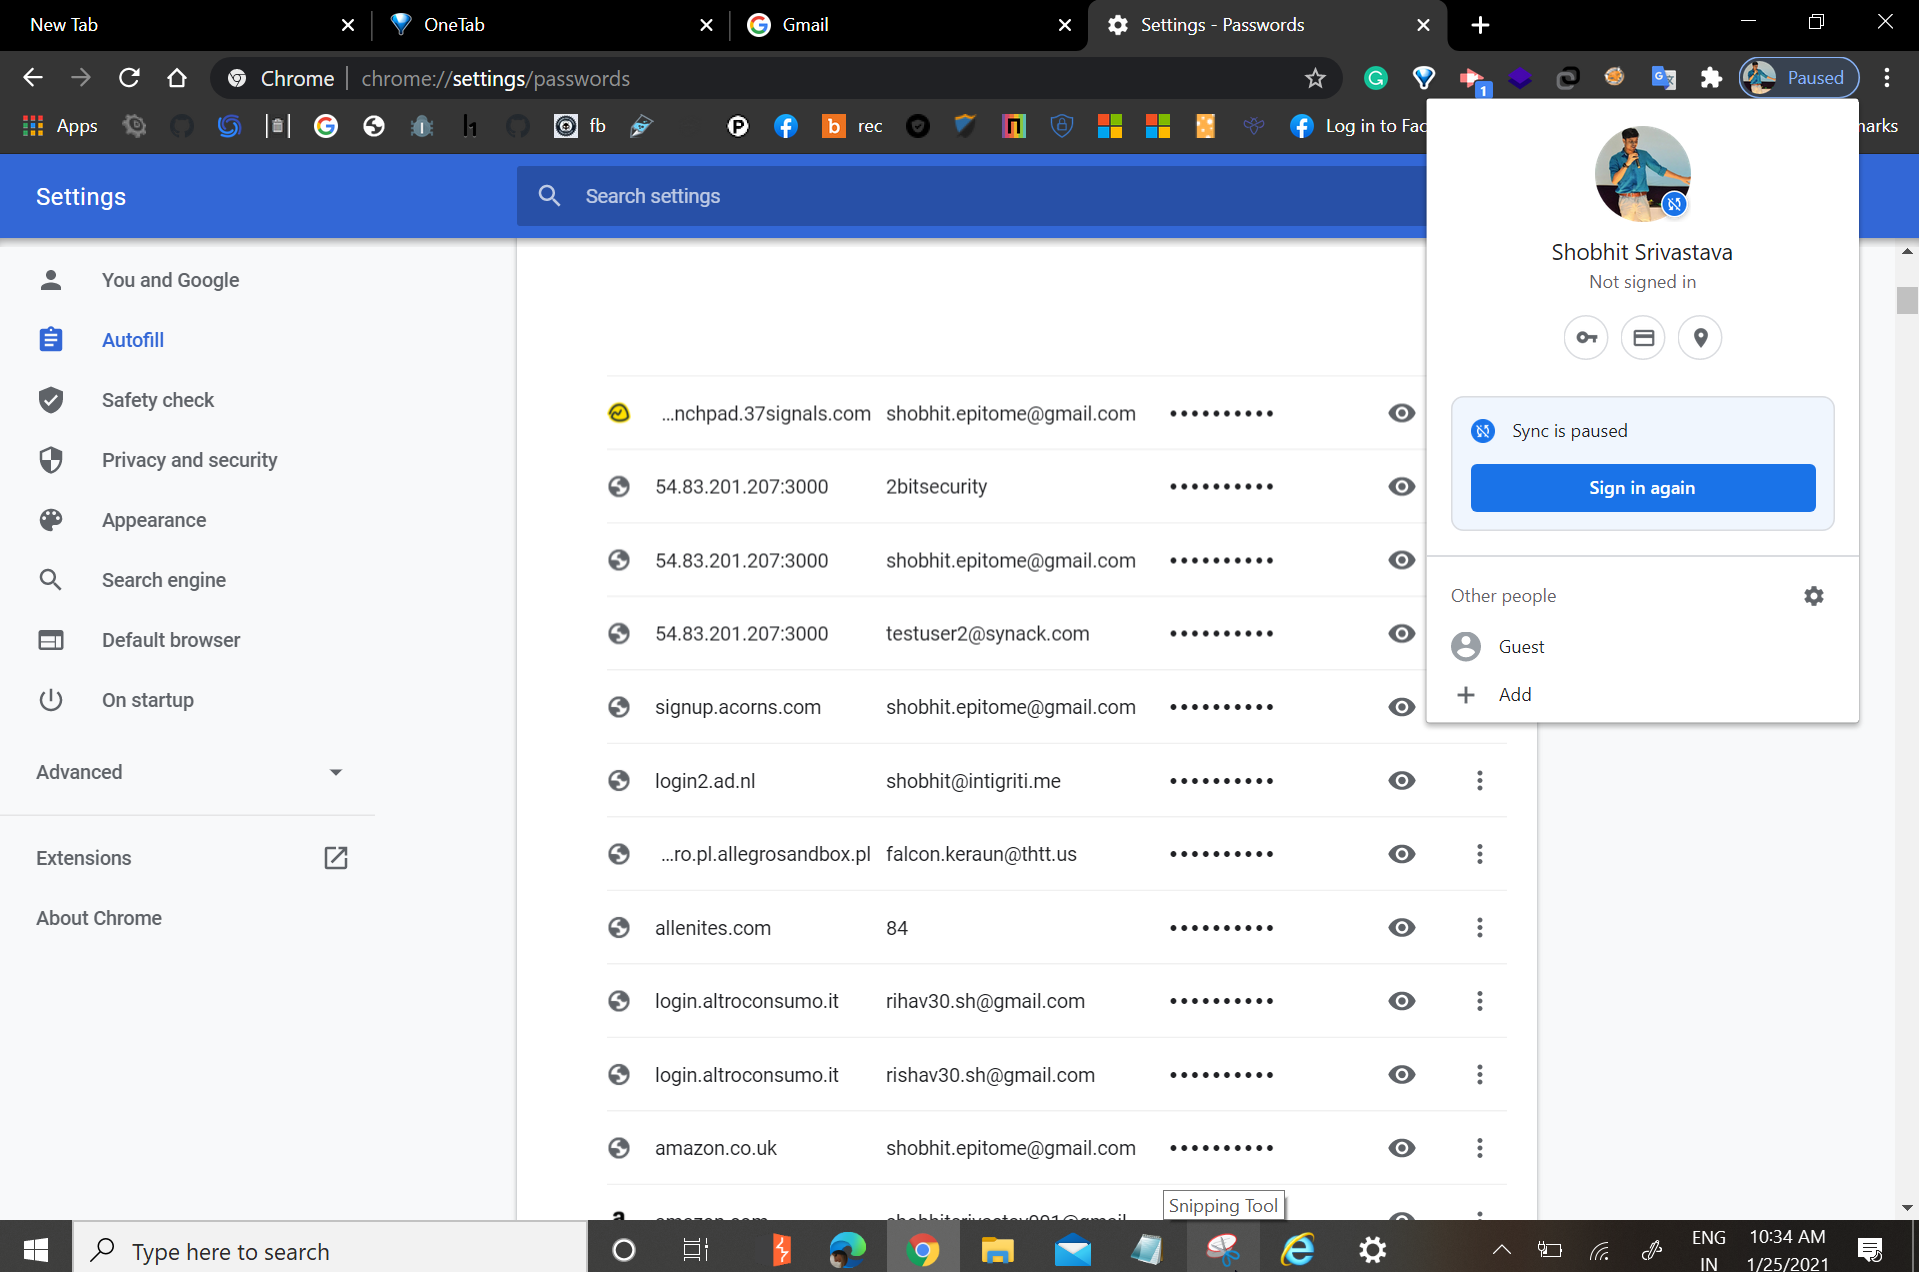 New Tab
OneTab
Gmail
Settings - Passwords
Chrome
chrome://settings/passwords
1
Paused
Apps
fb
rec
Log in to Fac
narks
Settings
Search settings
Shobhit Srivastava
Not signed in
Sync is paused
Sign in again
Other people
Guest
Add
You and Google
Autofill
Safety check
Privacy and security
Appearance
Search engine
Default browser
On startup
Advanced
Extensions
About Chrome
...nchpad.37signals.com shobhit.epitome@gmail.com ••••••••••
54.83.201.207:3000 2bitsecurity ••••••••••
54.83.201.207:3000 shobhit.epitome@gmail.com ••••••••••
54.83.201.207:3000 testuser2@synack.com ••••••••••
signup.acorns.com shobhit.epitome@gmail.com ••••••••••
login2.ad.nl shobhit@intigriti.me ••••••••••
...ro.pl.allegrosandbox.pl falcon.keraun@thtt.us ••••••••••
allenites.com 84 ••••••••••
login.altroconsumo.it rihav30.sh@gmail.com ••••••••••
login.altroconsumo.it rishav30.sh@gmail.com ••••••••••
amazon.co.uk shobhit.epitome@gmail.com ••••••••••
Snipping Tool
Type here to search
ENG
IN
10:34 AM
1/25/2021